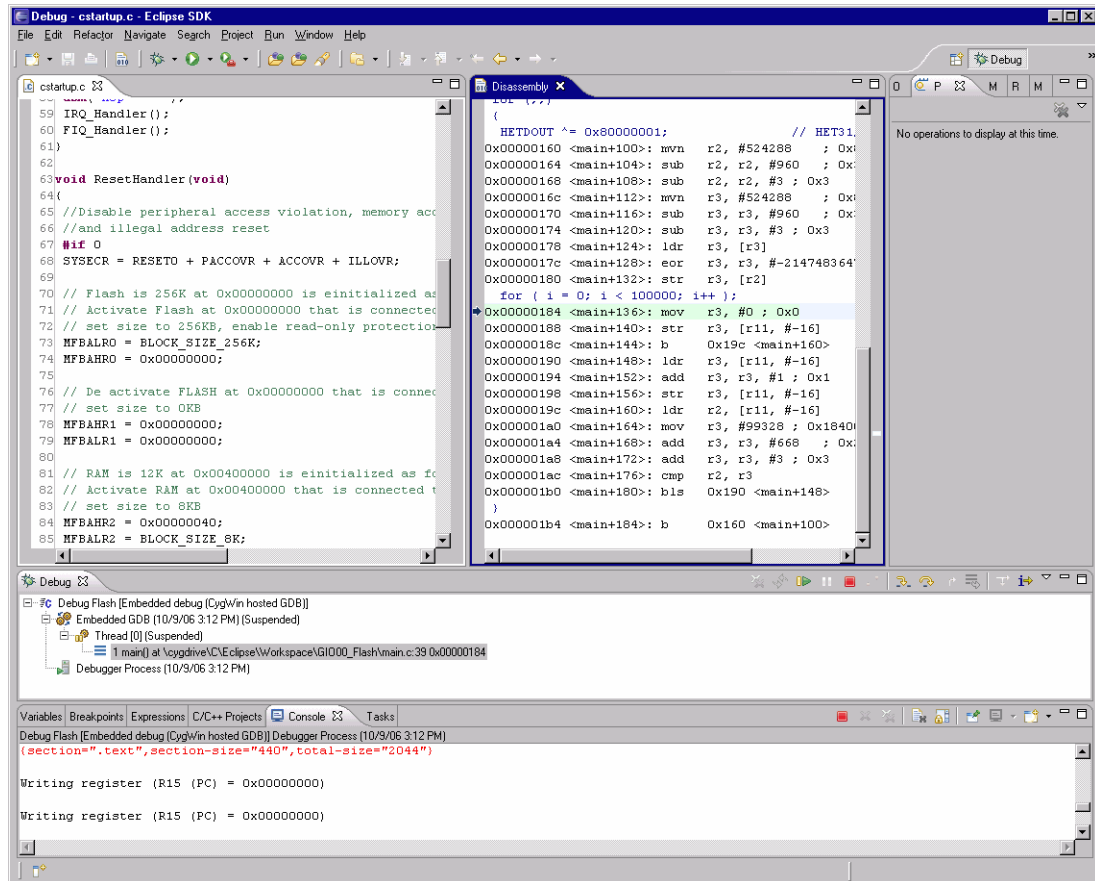 Debug - cstartup.c - Eclipse SDK
File Edit Refactor Navigate Search Project Run Window Help
Debug
»
cstartup.c
59 IRQ_Handler();
60 FIQ_Handler();
61 }
62
63 void ResetHandler(void)
64 {
65 //Disable peripheral access violation, memory acc
66 //and illegal address reset
67 #if 0
68 SYSECR = RESET0 + PACCOVR + ACCOVR + ILLOVR;
69
70 // Flash is 256K at 0x00000000 is einitialized as
71 // Activate Flash at 0x00000000 that is connected
72 // set size to 256KB, enable read-only protection
73 MFBALR0 = BLOCK_SIZE_256K;
74 MFBAHR0 = 0x00000000;
75
76 // De activate FLASH at 0x00000000 that is connec
77 // set size to 0KB
78 MFBAHR1 = 0x00000000;
79 MFBALR1 = 0x00000000;
80
81 // RAM is 12K at 0x00400000 is einitialized as fo
82 // Activate RAM at 0x00400000 that is connected t
83 // set size to 8KB
84 MFBAHR2 = 0x00000040;
85 MFBALR2 = BLOCK_SIZE_8K;
Disassembly
for (;;)
{
HETDOUT ^= 0x80000001; // HET31
0x00000160 <main+100>: mvn r2, #524288 ; 0x
0x00000164 <main+104>: sub r2, r2, #960 ; 0x
0x00000168 <main+108>: sub r2, r2, #3 ; 0x3
0x0000016c <main+112>: mvn r3, #524288 ; 0x
0x00000170 <main+116>: sub r3, r3, #960 ; 0x
0x00000174 <main+120>: sub r3, r3, #3 ; 0x3
0x00000178 <main+124>: ldr r3, [r3]
0x0000017c <main+128>: eor r3, r3, #-214748364
0x00000180 <main+132>: str r3, [r2]
for ( i = 0; i < 100000; i++ );
0x00000184 <main+136>: mov r3, #0 ; 0x0
0x00000188 <main+140>: str r3, [r11, #-16]
0x0000018c <main+144>: b 0x19c <main+160>
0x00000190 <main+148>: ldr r3, [r11, #-16]
0x00000194 <main+152>: add r3, r3, #1 ; 0x1
0x00000198 <main+156>: str r3, [r11, #-16]
0x0000019c <main+160>: ldr r2, [r11, #-16]
0x000001a0 <main+164>: mov r3, #99328 ; 0x1840
0x000001a4 <main+168>: add r3, r3, #668 ; 0x
0x000001a8 <main+172>: add r3, r3, #3 ; 0x3
0x000001ac <main+176>: cmp r2, r3
0x000001b0 <main+180>: bls 0x190 <main+148>
}
0x000001b4 <main+184>: b 0x160 <main+100>
O P M R M
No operations to display at this time.
Debug
Debug Flash [Embedded debug (CygWin hosted GDB)]
Embedded GDB (10/9/06 3:12 PM) (Suspended)
Thread [0] (Suspended)
1 main() at \cygdrive\C\Eclipse\Workspace\GIO00_Flash\main.c:39 0x00000184
Debugger Process (10/9/06 3:12 PM)
Variables Breakpoints Expressions C/C++ Projects Console Tasks
Debug Flash [Embedded debug (CygWin hosted GDB)] Debugger Process (10/9/06 3:12 PM)
(section=".text",section-size="440",total-size="2044")
Writing register (R15 (PC) = 0x00000000)
Writing register (R15 (PC) = 0x00000000)